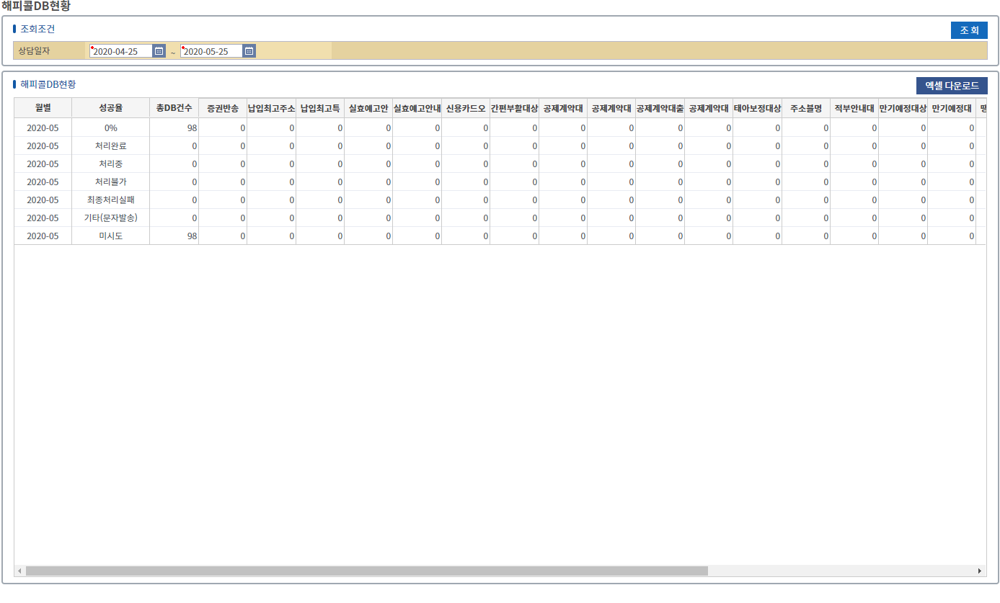 해피콜DB현황
조회조건
조 회
상담일자 2020-04-25 ~ 2020-05-25
해피콜DB현황
엑셀 다운로드
월별 성공율 총DB건수 증권반송 납입최고주소 납입최고특 실효예고안 실효예고안내 신용카드오 간편부활대상 공제계약대 공제계약대 공제계약대출 공제계약대 태아보정대상 주소불명 적부안내대 만기예정대상 만기예정대
2020-05 0% 98 0 0 0 0 0 0 0 0 0 0 0 0 0 0 0 0
2020-05 처리완료 0 0 0 0 0 0 0 0 0 0 0 0 0 0 0 0 0
2020-05 처리중 0 0 0 0 0 0 0 0 0 0 0 0 0 0 0 0 0
2020-05 처리불가 0 0 0 0 0 0 0 0 0 0 0 0 0 0 0 0 0
2020-05 최종처리실패 0 0 0 0 0 0 0 0 0 0 0 0 0 0 0 0 0
2020-05 기타(문자발송) 0 0 0 0 0 0 0 0 0 0 0 0 0 0 0 0 0
2020-05 미시도 98 0 0 0 0 0 0 0 0 0 0 0 0 0 0 0 0